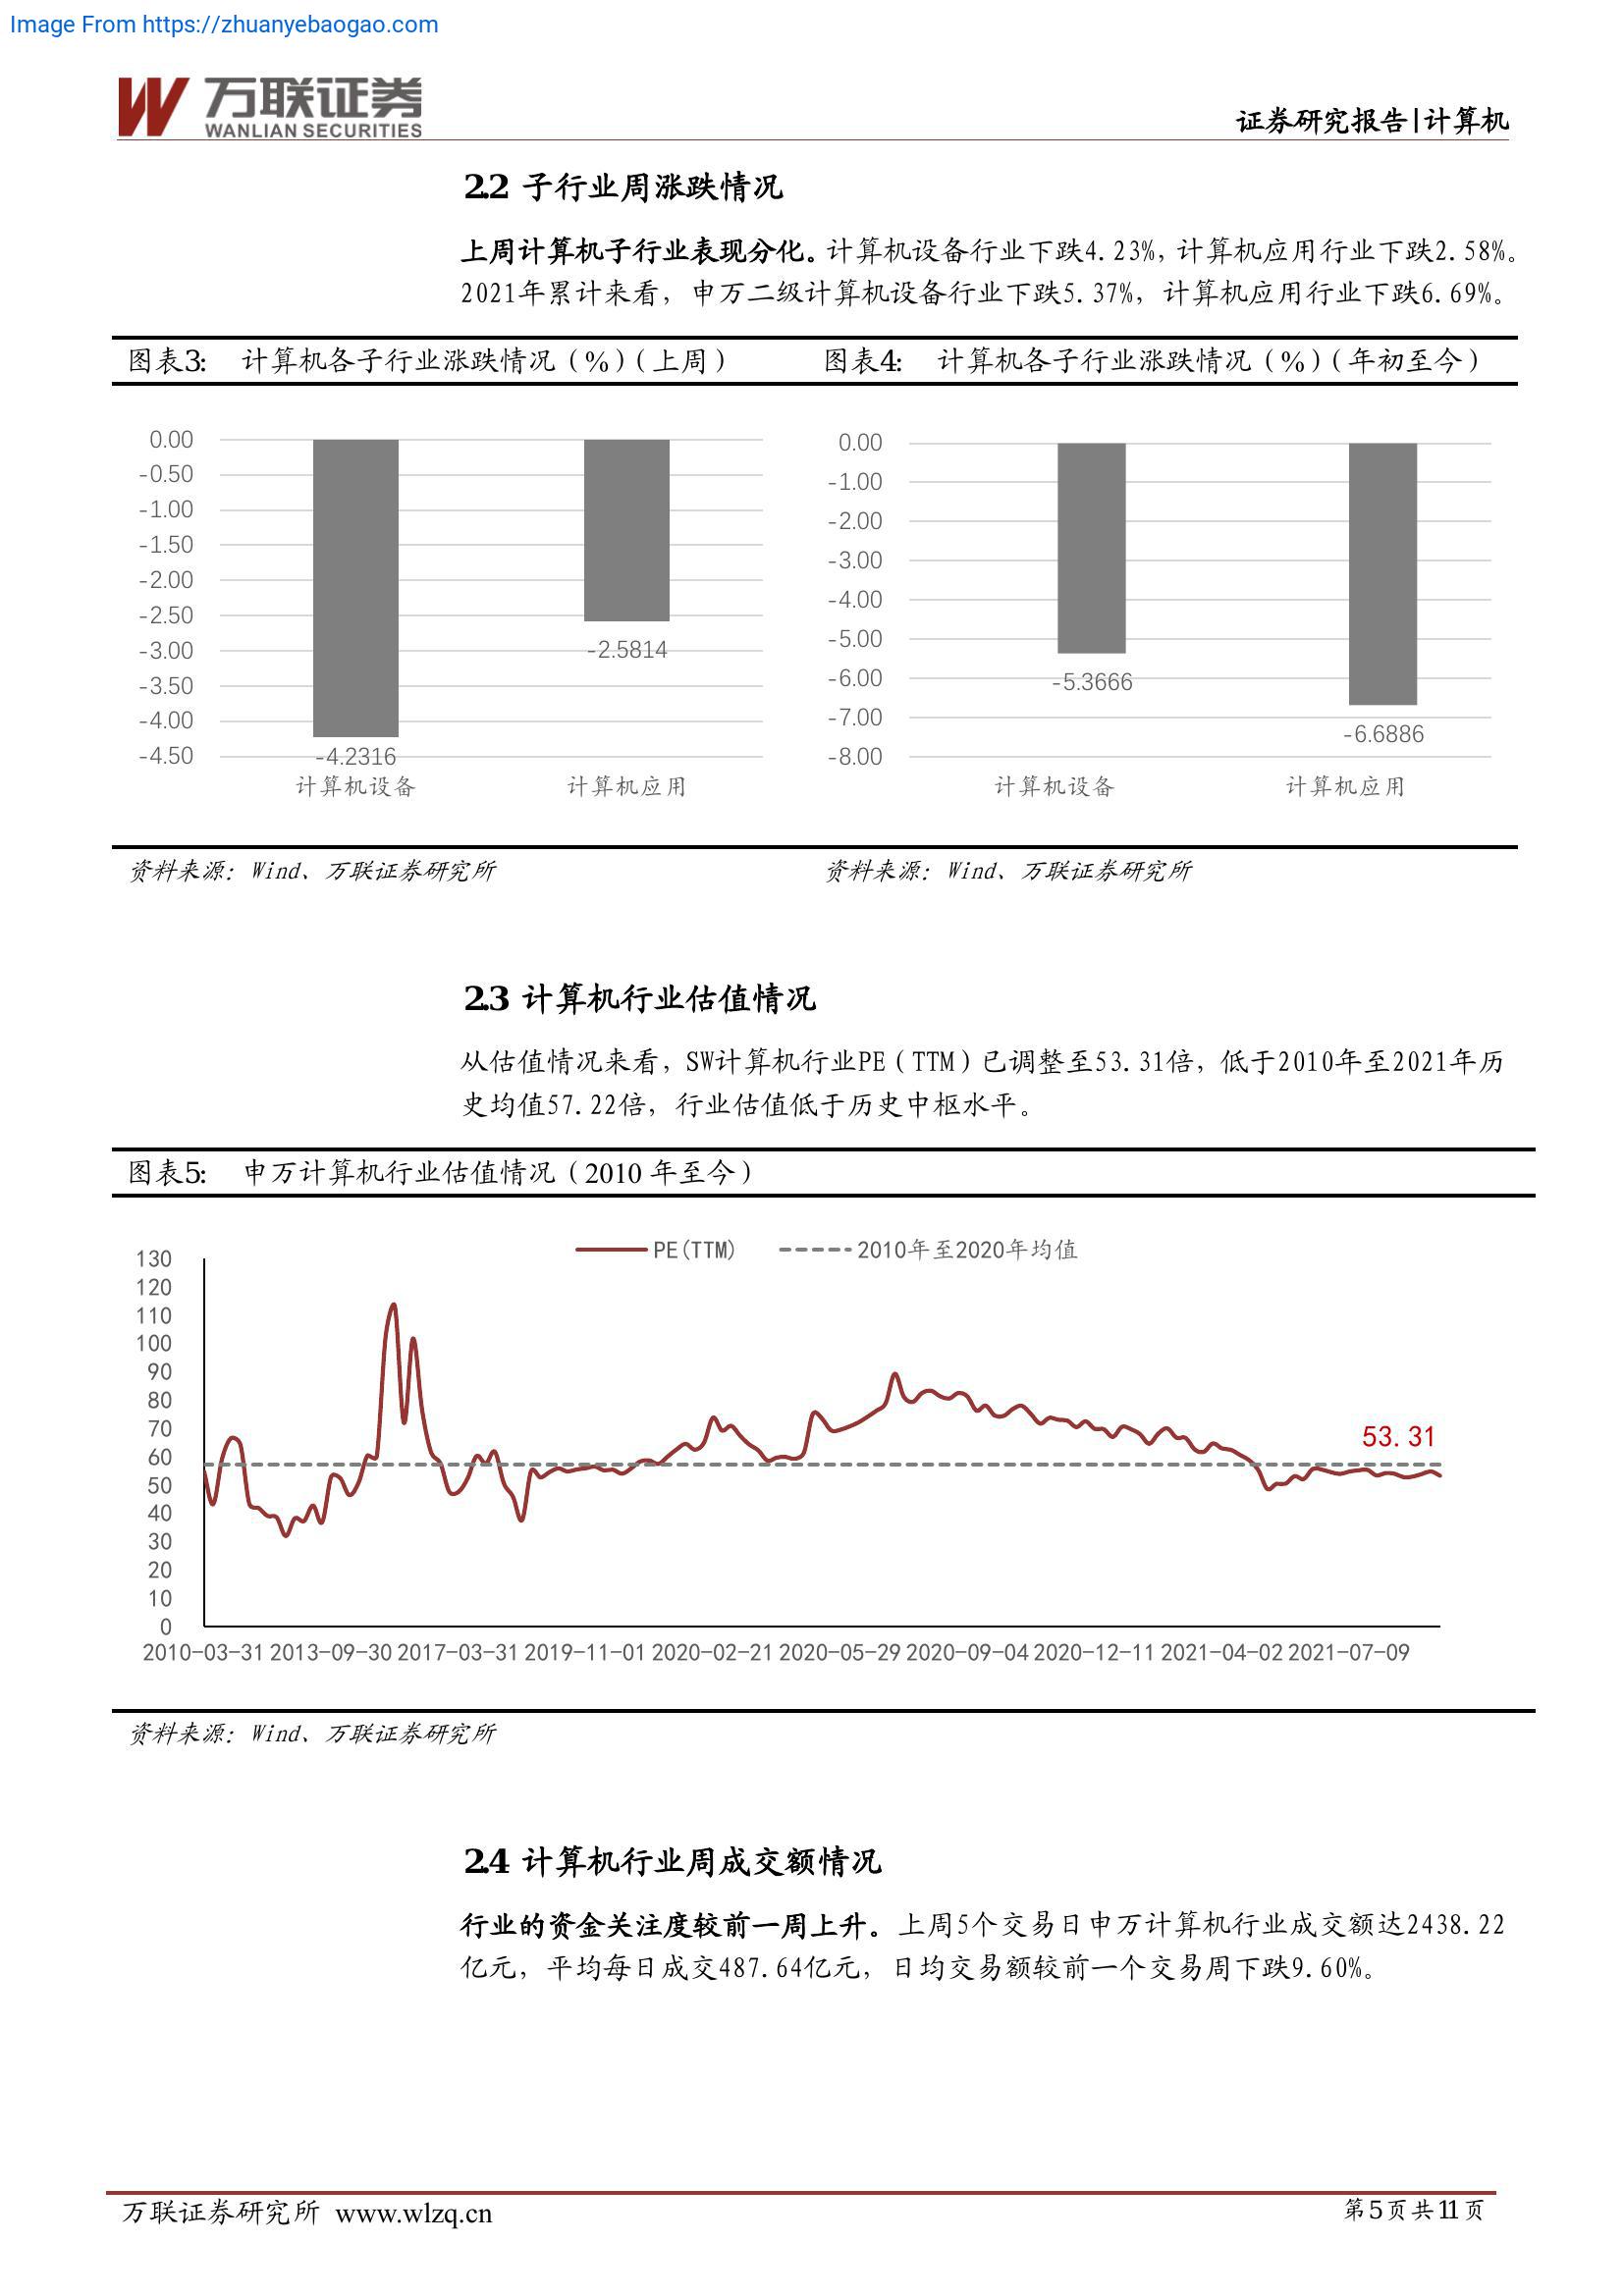 Image From https://zhuanyebaogao.com
万联证券
WANLIAN SECURITIES
证券研究报告|计算机
2.2 子行业周涨跌情况
上周计算机子行业表现分化。计算机设备行业下跌4.23%，计算机应用行业下跌2.58%。
2021年累计来看，申万二级计算机设备行业下跌5.37%，计算机应用行业下跌6.69%。
图表3： 计算机各子行业涨跌情况（%）（上周）
0.00
-0.50
-1.00
-1.50
-2.00
-2.50
-3.00
-3.50
-4.00
-4.50
-4.2316
-2.5814
计算机设备 计算机应用
资料来源：Wind、万联证券研究所
图表4： 计算机各子行业涨跌情况（%）（年初至今）
0.00
-1.00
-2.00
-3.00
-4.00
-5.00
-6.00
-7.00
-8.00
-5.3666
-6.6886
计算机设备 计算机应用
资料来源：Wind、万联证券研究所
2.3 计算机行业估值情况
从估值情况来看，SW计算机行业PE（TTM）已调整至53.31倍，低于2010年至2021年历
史均值57.22倍，行业估值低于历史中枢水平。
图表5： 申万计算机行业估值情况（2010 年至今）
PE(TTM) 2010年至2020年均值
130
120
110
100
90
80
70
60
50
40
30
20
10
0
53.31
2010-03-31 2013-09-30 2017-03-31 2019-11-01 2020-02-21 2020-05-29 2020-09-04 2020-12-11 2021-04-02 2021-07-09
资料来源：Wind、万联证券研究所
2.4 计算机行业周成交额情况
行业的资金关注度较前一周上升。上周5个交易日申万计算机行业成交额达2438.22
亿元，平均每日成交487.64亿元，日均交易额较前一个交易周下跌9.60%。
万联证券研究所 www.wlzq.cn
第5页共11页